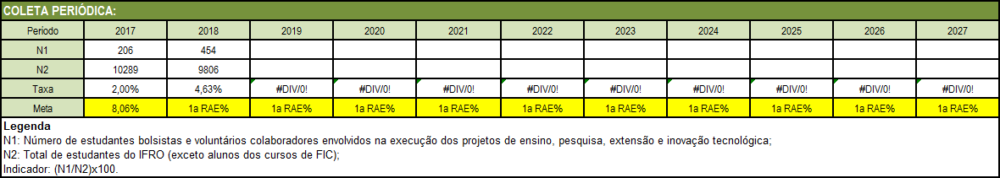 COLETA PERIÓDICA:
Período 2017 2018 2019 2020 2021 2022 2023 2024 2025 2026 2027
N1 206 454
N2 10289 9806
Taxa 2,00% 4,63% #DIV/0! #DIV/0! #DIV/0! #DIV/0! #DIV/0! #DIV/0! #DIV/0! #DIV/0! #DIV/0!
Meta 8,06% 1a RAE% 1a RAE% 1a RAE% 1a RAE% 1a RAE% 1a RAE% 1a RAE% 1a RAE% 1a RAE% 1a RAE%
Legenda
N1: Número de estudantes bolsistas e voluntários colaboradores envolvidos na execução dos projetos de ensino, pesquisa, extensão e inovação tecnológica;
N2: Total de estudantes do IFRO (exceto alunos dos cursos de FIC);
Indicador: (N1/N2)x100.